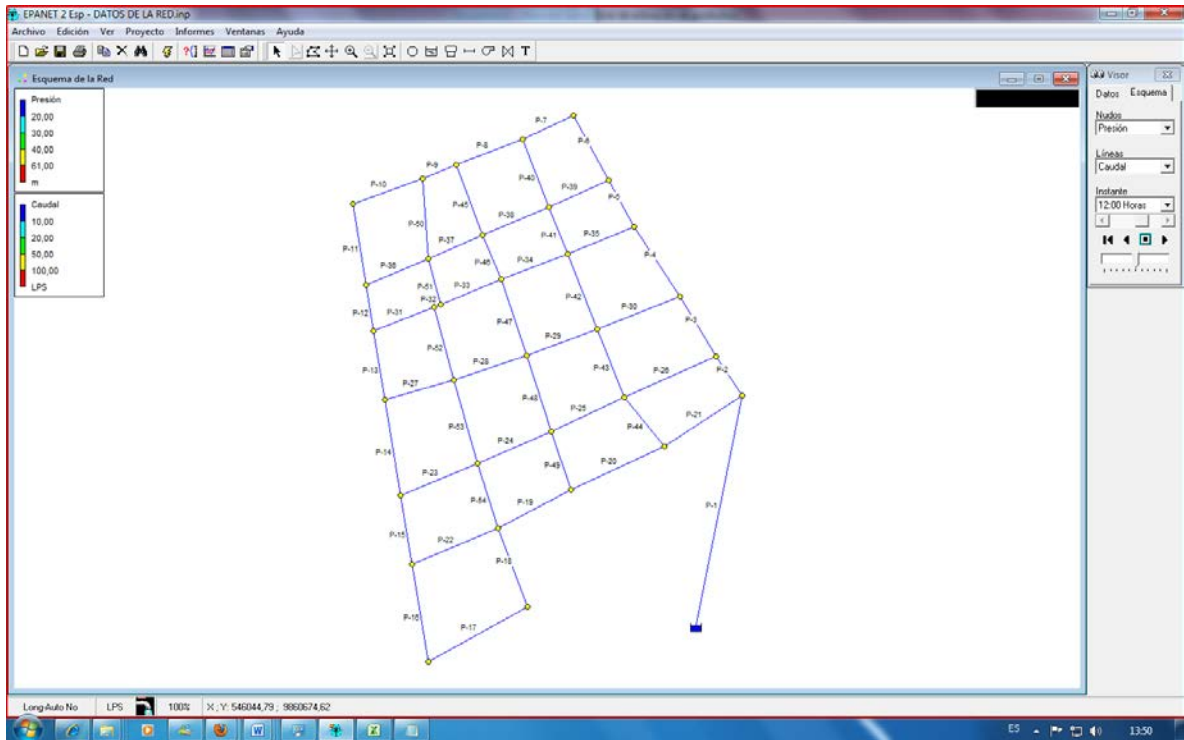 EPANET 2 Esp - DATOS DE LA RED.inp
Archivo Edición Ver Proyecto Informes Ventanas Ayuda
T
Esquema de la Red
Presión
20,00
30,00
40,00
61,00
m
Caudal
10,00
20,00
50,00
100,00
LPS
Visor
Datos Esquema
Nudos
Presión
Líneas
Caudal
Instante
12:00 Horas
P-7
P-6
P-8
P-9
P-40
P-10
P-39
P-45
P-5
P-50
P-38
P-41
P-35
P-11
P-37
P-4
P-46
P-34
P-36
P-51
P-33
P-32
P-42
P-30
P-12
P-31
P-47
P-3
P-29
P-52
P-28
P-43
P-2
P-13
P-26
P-27
P-48
P-25
P-21
P-53
P-44
P-24
P-14
P-20
P-49
P-23
P-54
P-19
P-1
P-15
P-22
P-18
P-16
P-17
Long-Auto No LPS 100% X ; Y: 546044,79 ; 9860674,62
ES 13:50